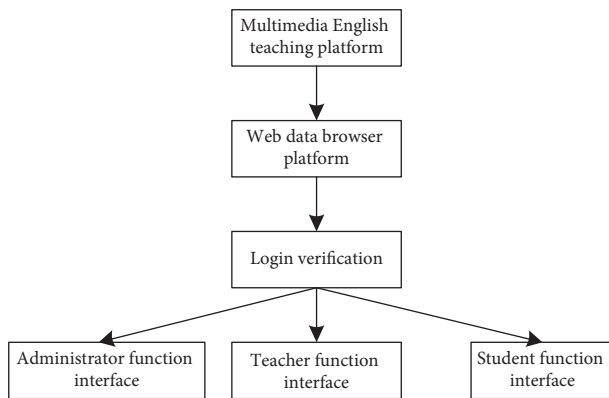 Multimedia English
teaching platform
Web data browser
platform
Login verification
Administrator function
interface
Teacher function
interface
Student function
interface